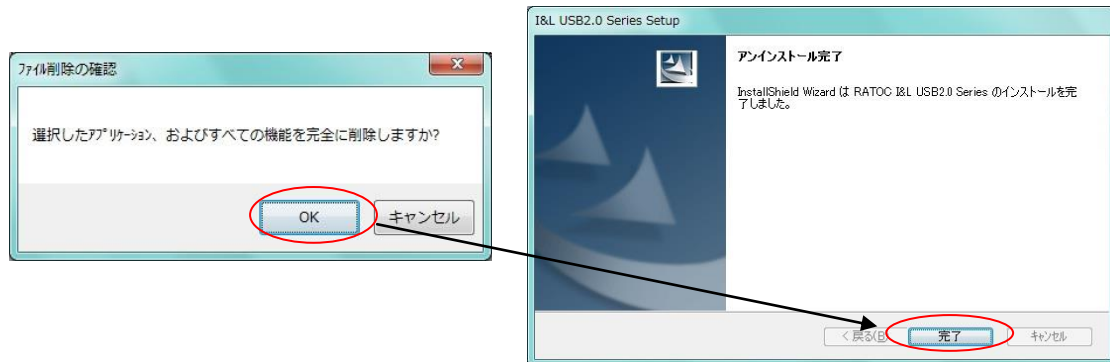 ﾌｧｲﾙ削除の確認
選択したｱﾌﾟﾘｹｰｼｮﾝ、およびすべての機能を完全に削除しますか?
OK
キャンセル
I&L USB2.0 Series Setup
アンインストール完了
InstallShield Wizard は RATOC I&L USB2.0 Series のインストールを完
了しました。
< 戻る(B
完了
ｷｬﾝｾﾙ